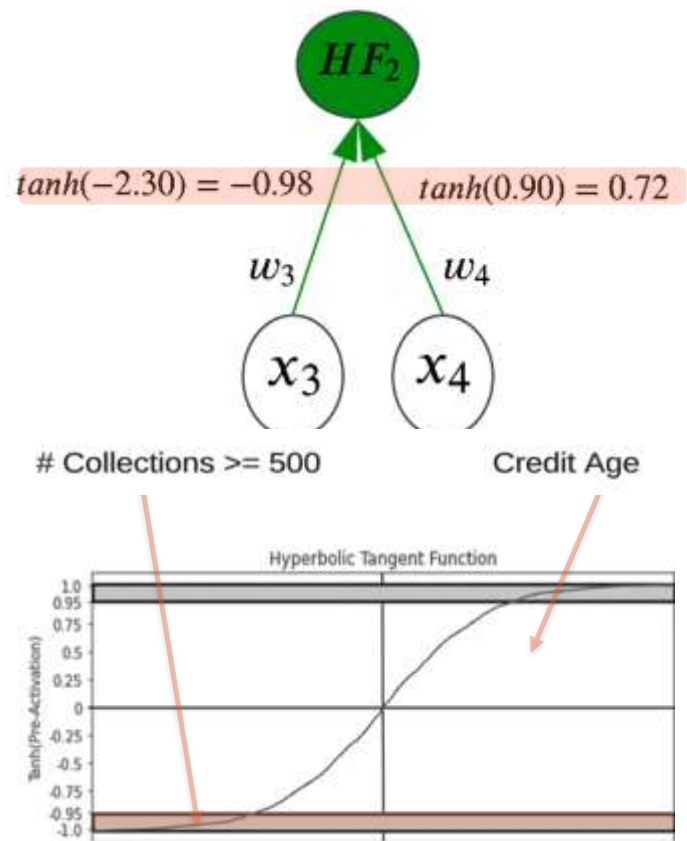 HF₂
tanh(−2.30) = −0.98 tanh(0.90) = 0.72
w₃ w₄
x₃ x₄
# Collections >= 500 Credit Age
Hyperbolic Tangent Function
Tanh(Pre-Activation)
1.0
0.95
0.75
0.5
0.25
0
-0.25
-0.5
-0.75
-0.95
-1.0